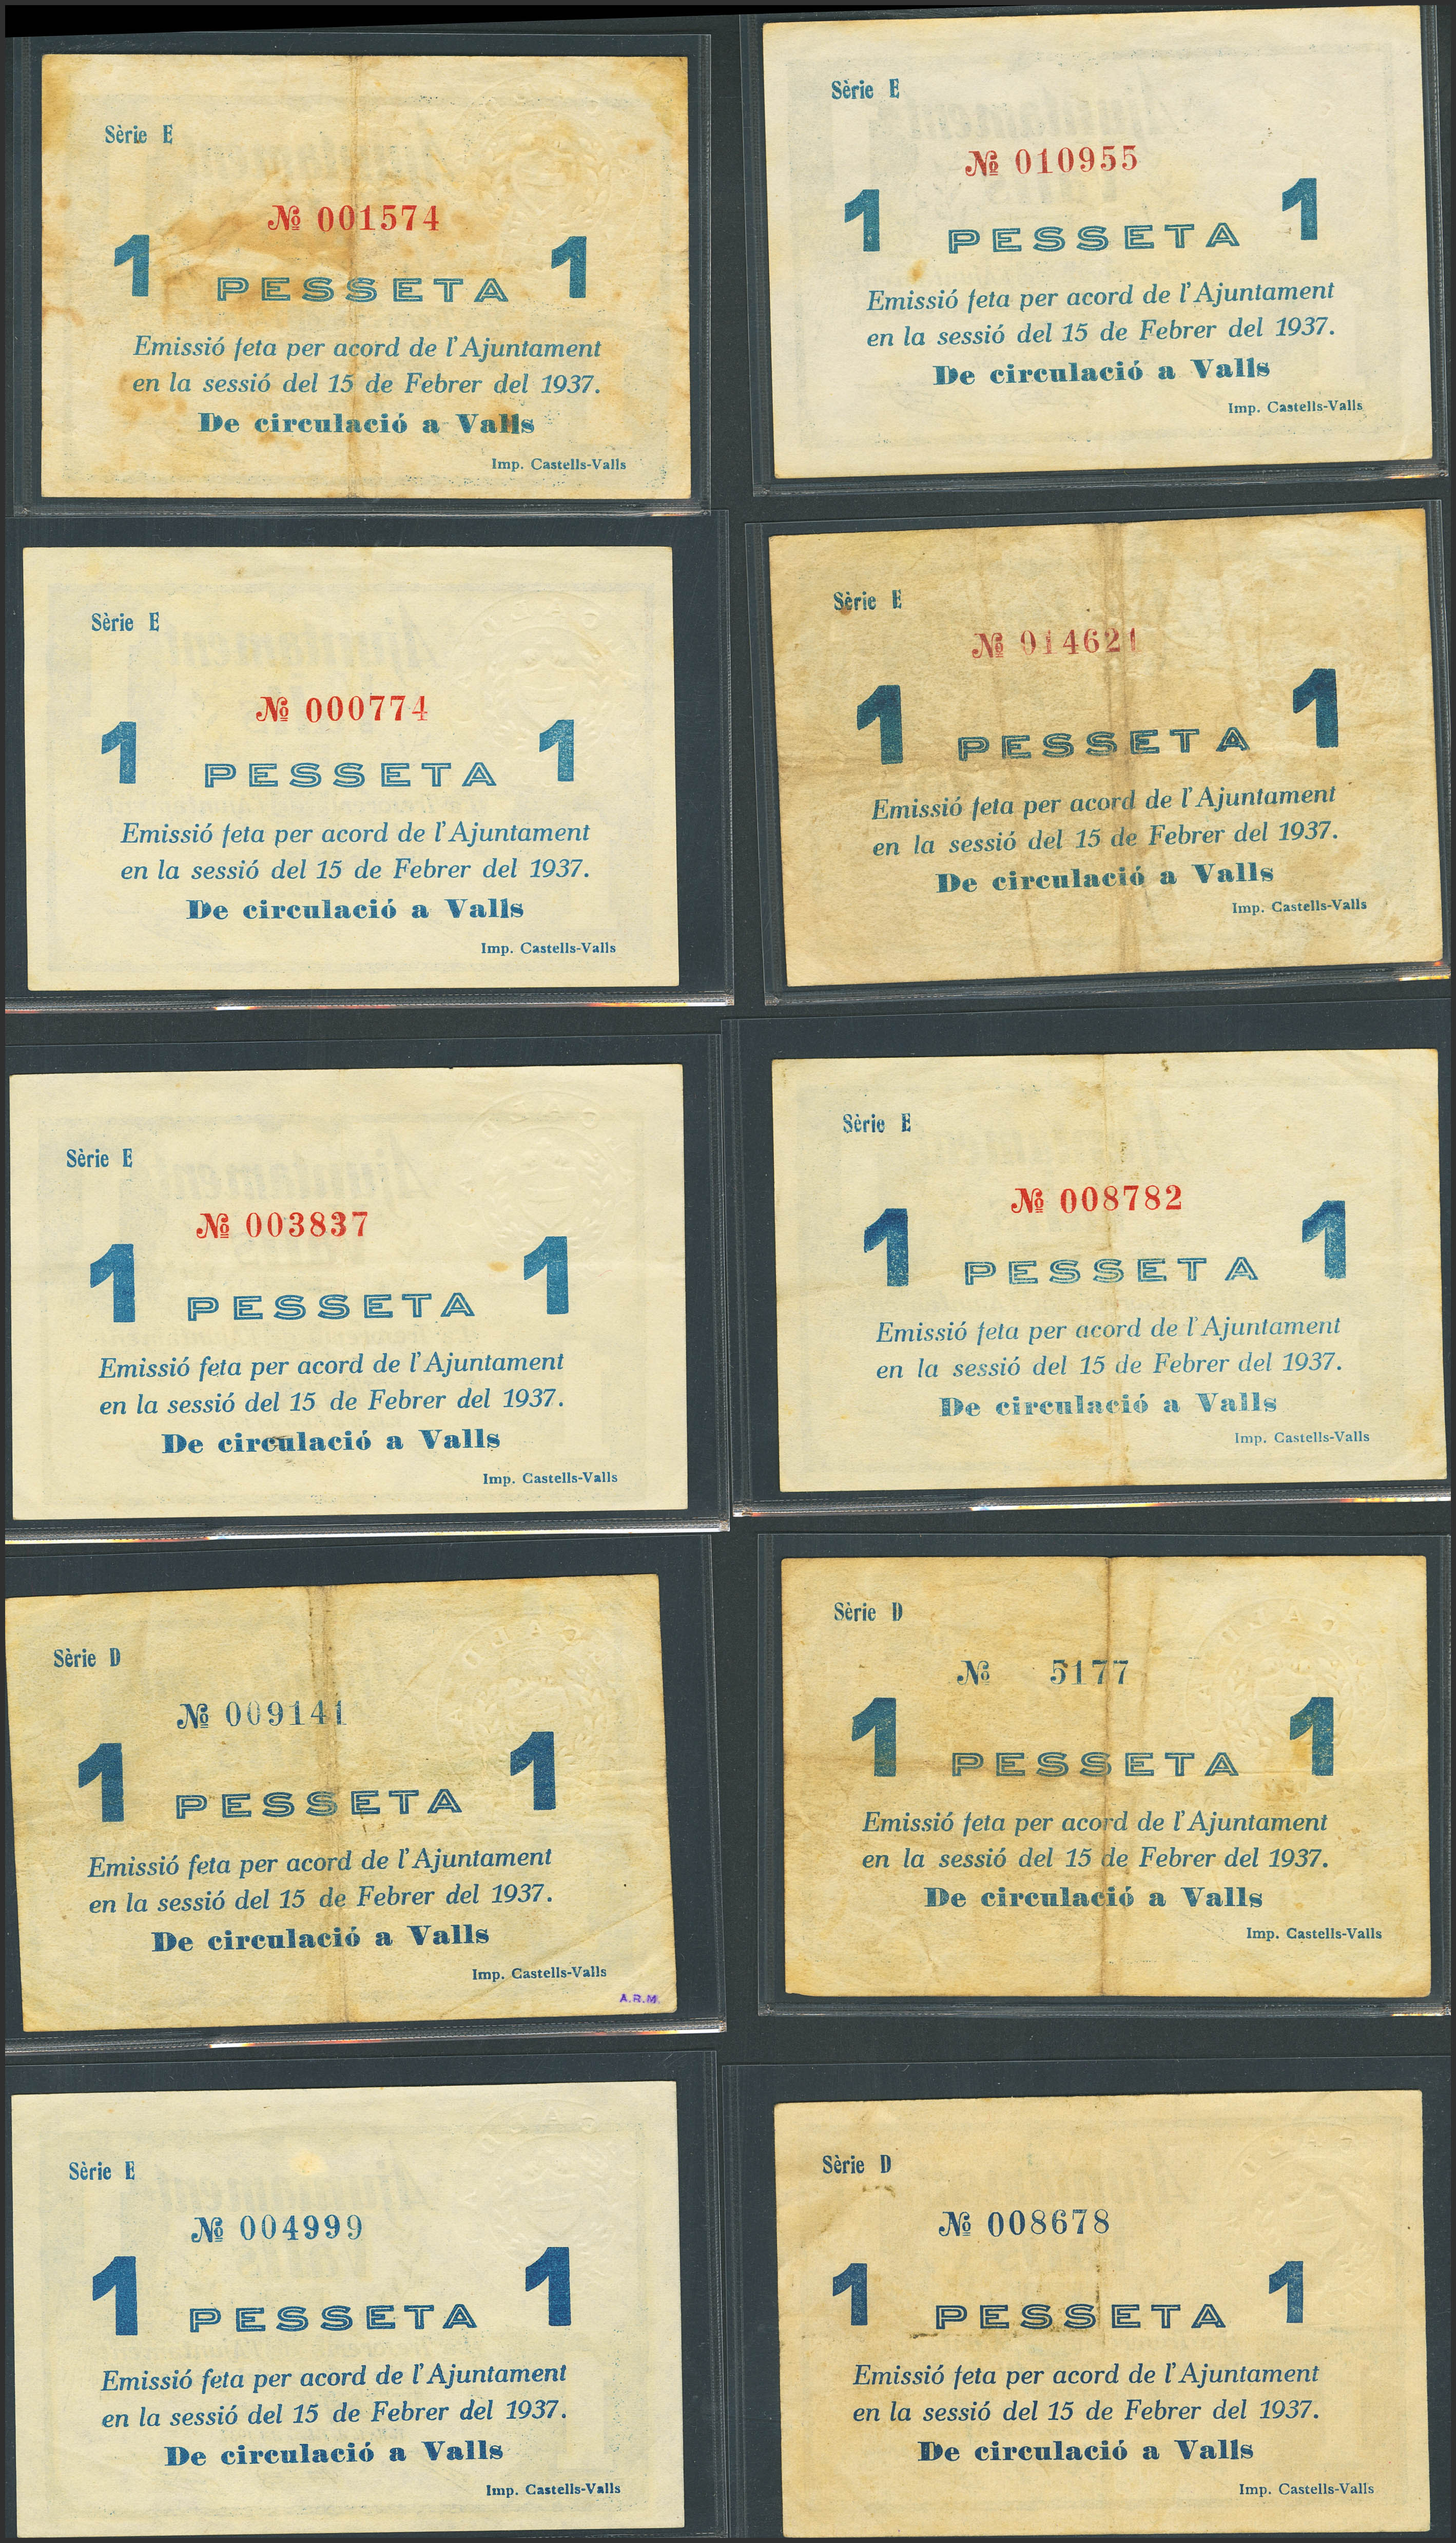 Sèrie E
№ 001574
1 PESSETA 1
Emissió feta per acord de l'Ajuntament
en la sessió del 15 de Febrer del 1937.
De circulació a Valls
Imp. Castells-Valls
Sèrie E
№ 010955
1 PESSETA 1
Emissió feta per acord de l'Ajuntament
en la sessió del 15 de Febrer del 1937.
De circulació a Valls
Imp. Castells-Valls
Sèrie E
№ 000774
1 PESSETA 1
Emissió feta per acord de l'Ajuntament
en la sessió del 15 de Febrer del 1937.
De circulació a Valls
Imp. Castells-Valls
Sèrie E
№ 014621
1 PESSETA 1
Emissió feta per acord de l'Ajuntament
en la sessió del 15 de Febrer del 1937.
De circulació a Valls
Imp. Castells-Valls
Sèrie E
№ 003837
1 PESSETA 1
Emissió feta per acord de l'Ajuntament
en la sessió del 15 de Febrer del 1937.
De circulació a Valls
Imp. Castells-Valls
Sèrie E
№ 008782
1 PESSETA 1
Emissió feta per acord de l'Ajuntament
en la sessió del 15 de Febrer del 1937.
De circulació a Valls
Imp. Castells-Valls
Sèrie D
№ 009141
1 PESSETA 1
Emissió feta per acord de l'Ajuntament
en la sessió del 15 de Febrer del 1937.
De circulació a Valls
Imp. Castells-Valls
A.R.M.
Sèrie D
№ 5177
1 PESSETA 1
Emissió feta per acord de l'Ajuntament
en la sessió del 15 de Febrer del 1937.
De circulació a Valls
Imp. Castells-Valls
Sèrie E
№ 004999
1 PESSETA 1
Emissió feta per acord de l'Ajuntament
en la sessió del 15 de Febrer del 1937.
De circulació a Valls
Imp. Castells-Valls
Sèrie D
№ 008678
1 PESSETA 1
Emissió feta per acord de l'Ajuntament
en la sessió del 15 de Febrer del 1937.
De circulació a Valls
Imp. Castells-Valls